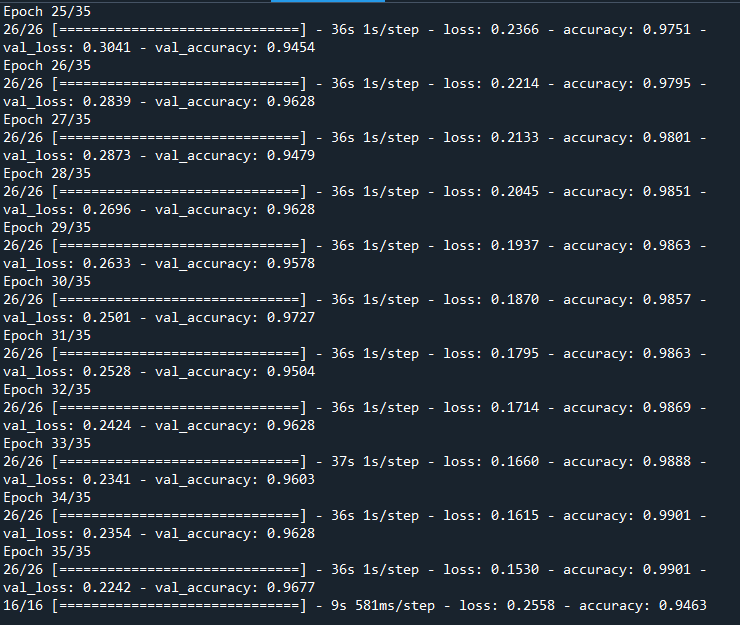 Epoch 25/35
26/26 [==============================] - 36s 1s/step - loss: 0.2366 - accuracy: 0.9751 -
val_loss: 0.3041 - val_accuracy: 0.9454
Epoch 26/35
26/26 [==============================] - 36s 1s/step - loss: 0.2214 - accuracy: 0.9795 -
val_loss: 0.2839 - val_accuracy: 0.9628
Epoch 27/35
26/26 [==============================] - 36s 1s/step - loss: 0.2133 - accuracy: 0.9801 -
val_loss: 0.2873 - val_accuracy: 0.9479
Epoch 28/35
26/26 [==============================] - 36s 1s/step - loss: 0.2045 - accuracy: 0.9851 -
val_loss: 0.2696 - val_accuracy: 0.9628
Epoch 29/35
26/26 [==============================] - 36s 1s/step - loss: 0.1937 - accuracy: 0.9863 -
val_loss: 0.2633 - val_accuracy: 0.9578
Epoch 30/35
26/26 [==============================] - 36s 1s/step - loss: 0.1870 - accuracy: 0.9857 -
val_loss: 0.2501 - val_accuracy: 0.9727
Epoch 31/35
26/26 [==============================] - 36s 1s/step - loss: 0.1795 - accuracy: 0.9863 -
val_loss: 0.2528 - val_accuracy: 0.9504
Epoch 32/35
26/26 [==============================] - 36s 1s/step - loss: 0.1714 - accuracy: 0.9869 -
val_loss: 0.2424 - val_accuracy: 0.9628
Epoch 33/35
26/26 [==============================] - 37s 1s/step - loss: 0.1660 - accuracy: 0.9888 -
val_loss: 0.2341 - val_accuracy: 0.9603
Epoch 34/35
26/26 [==============================] - 36s 1s/step - loss: 0.1615 - accuracy: 0.9901 -
val_loss: 0.2354 - val_accuracy: 0.9628
Epoch 35/35
26/26 [==============================] - 36s 1s/step - loss: 0.1530 - accuracy: 0.9901 -
val_loss: 0.2242 - val_accuracy: 0.9677
16/16 [==============================] - 9s 581ms/step - loss: 0.2558 - accuracy: 0.9463